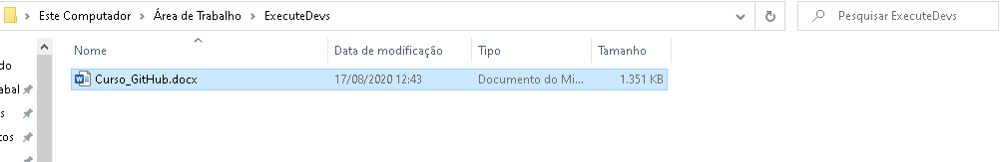 Este Computador > Área de Trabalho > ExecuteDevs
Pesquisar ExecuteDevs
Nome Data de modificação Tipo Tamanho
do
Curso_GitHub.docx 17/08/2020 12:43 Documento do Mi... 1.351 KB
abal
s
tos